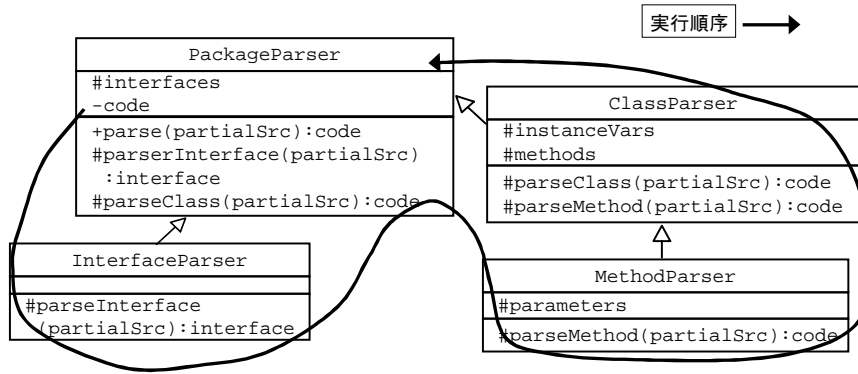 実行順序
PackageParser
#interfaces
-code
+parse(partialSrc):code
#parserInterface(partialSrc)
:interface
#parseClass(partialSrc):code
ClassParser
#instanceVars
#methods
#parseClass(partialSrc):code
#parseMethod(partialSrc):code
InterfaceParser
#parseInterface
(partialSrc):interface
MethodParser
#parameters
#parseMethod(partialSrc):code